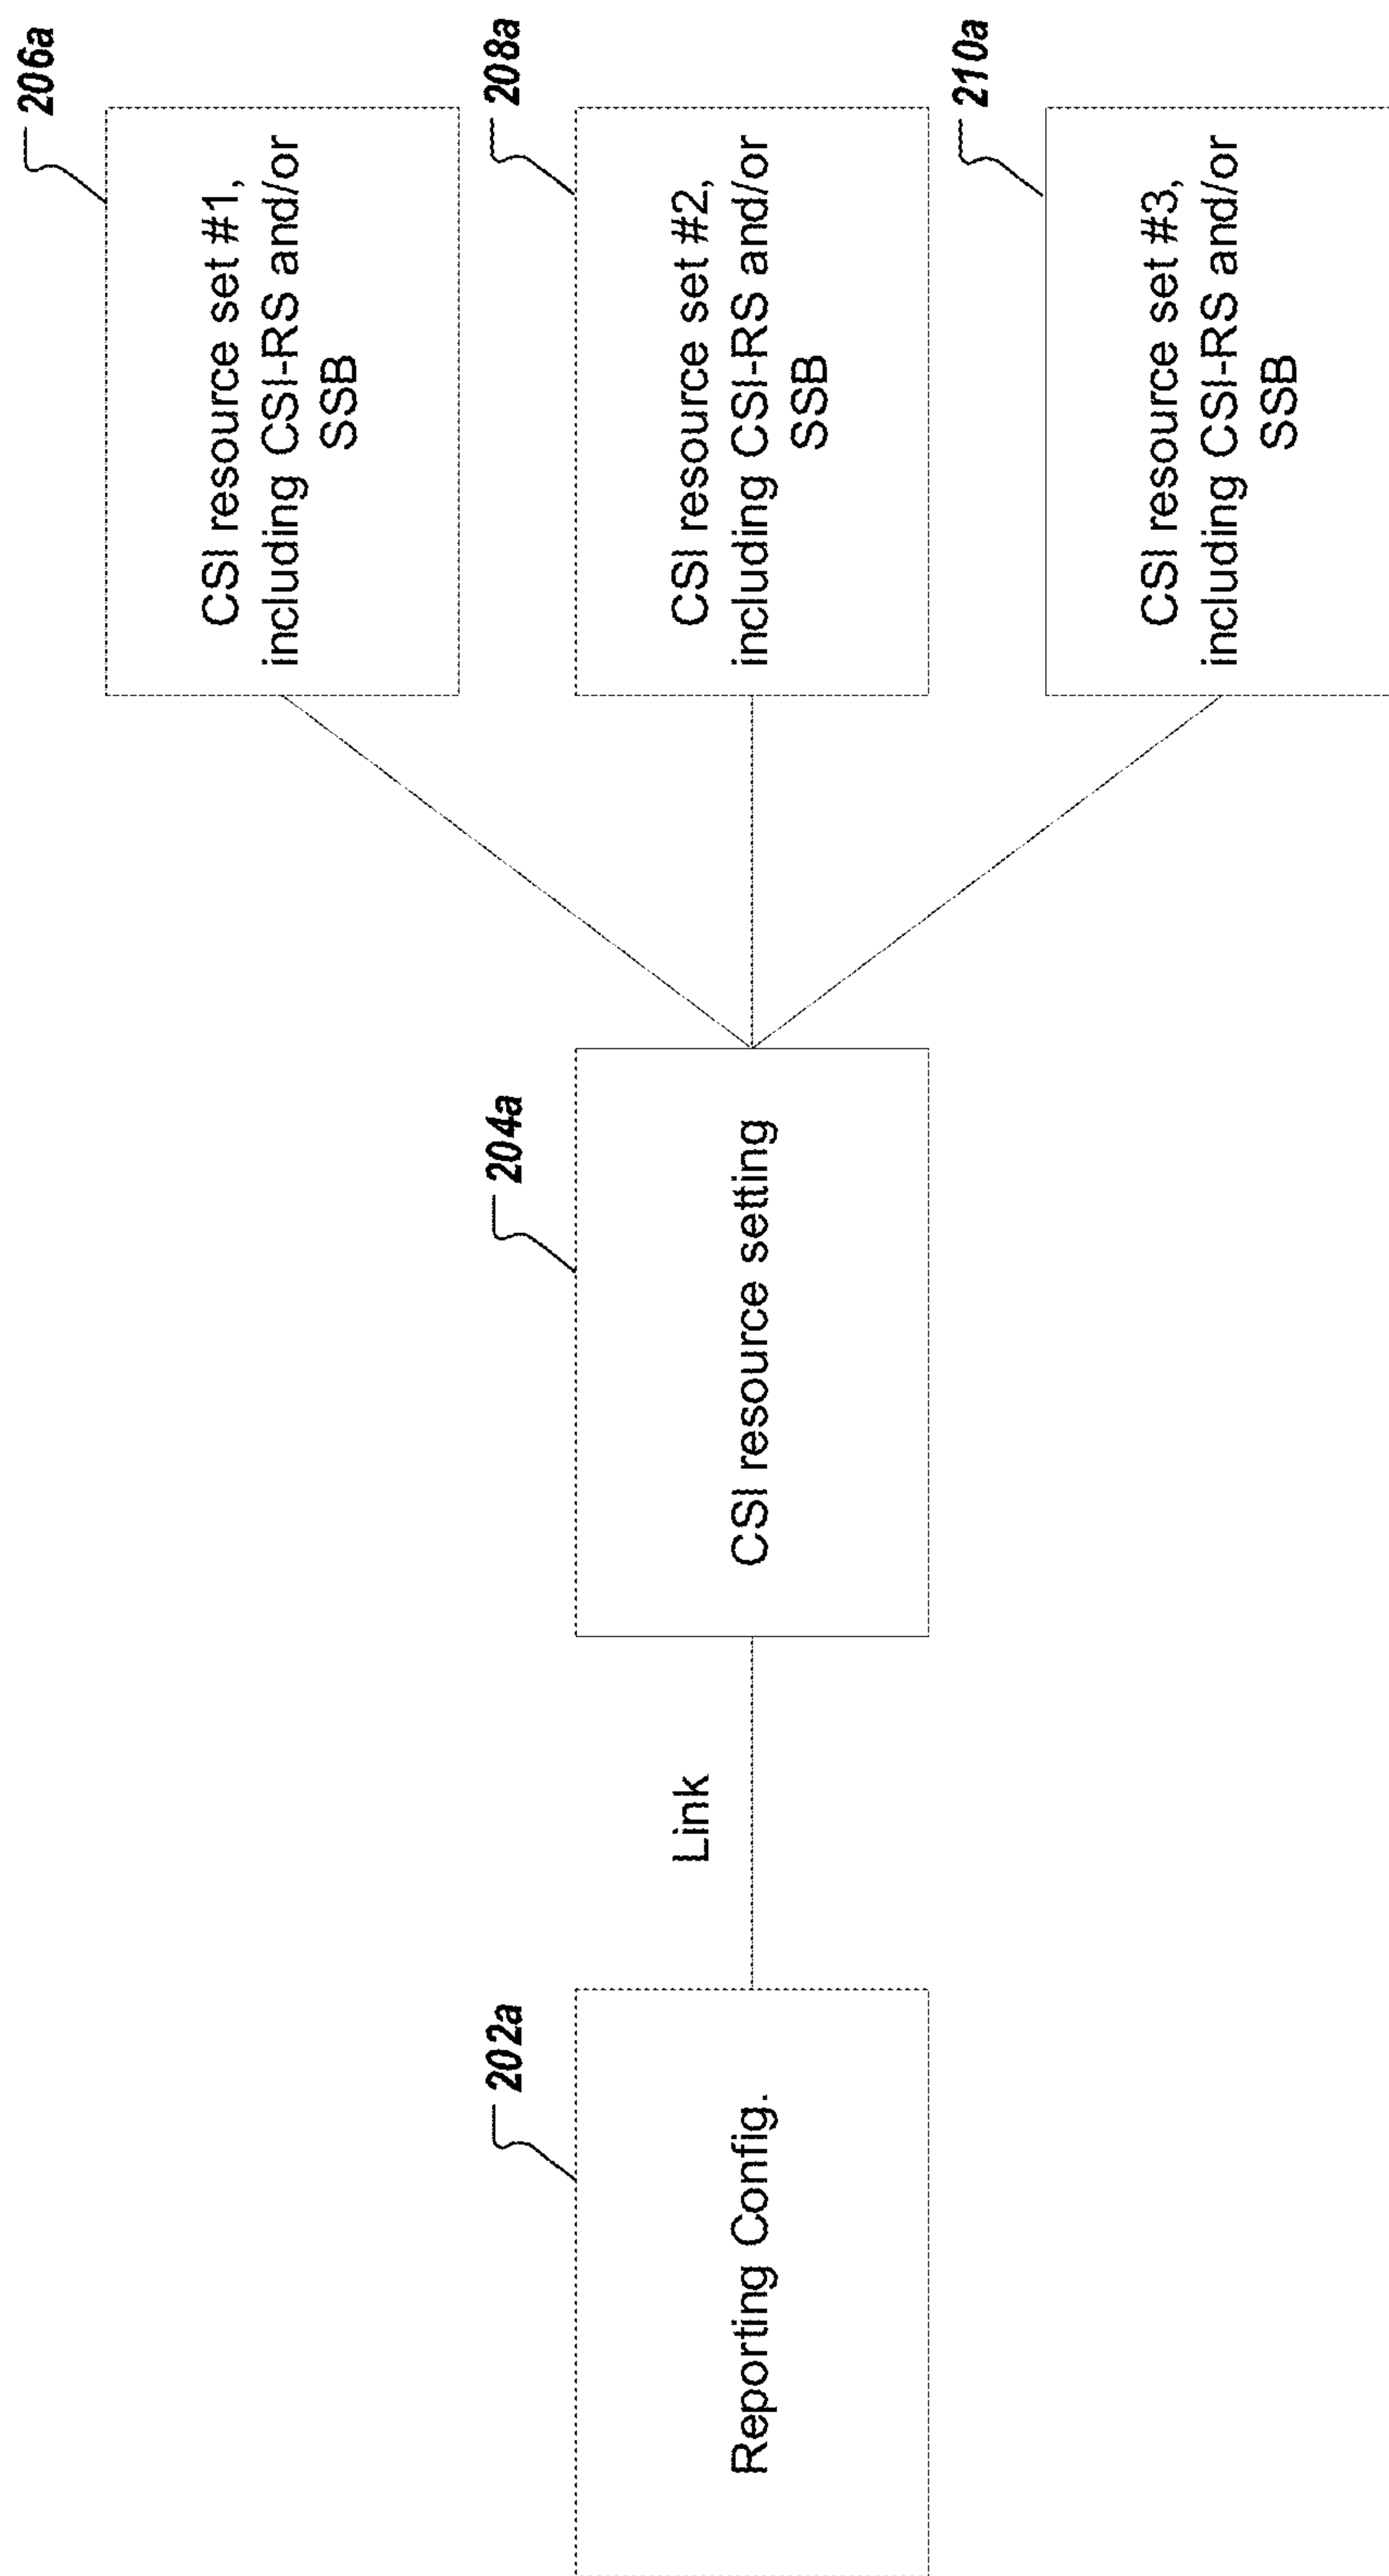 202a
Reporting Config.
Link
204a
CSI resource setting
206a
CSI resource set #1,
including CSI-RS and/or
SSB
208a
CSI resource set #2,
including CSI-RS and/or
SSB
210a
CSI resource set #3,
including CSI-RS and/or
SSB